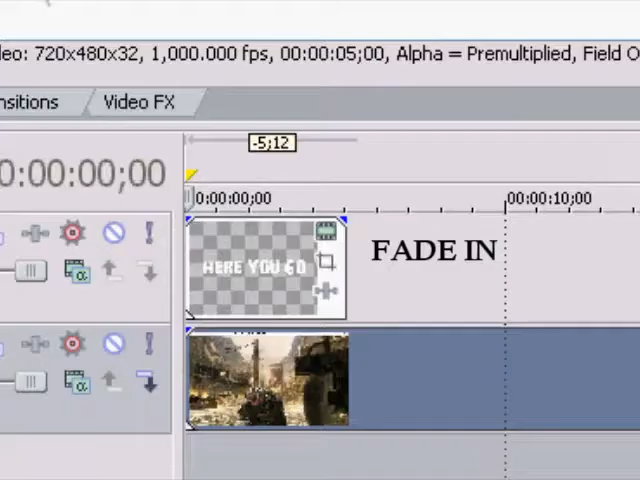 leo: 720x480x32, 1,000.000 fps, 00:00:05;00, Alpha = Premultiplied, Field O
nsitions Video FX
-5;12
0:00:00;00
0:00:00;00 00:00:10;00
HERE YOU GO
FADE IN